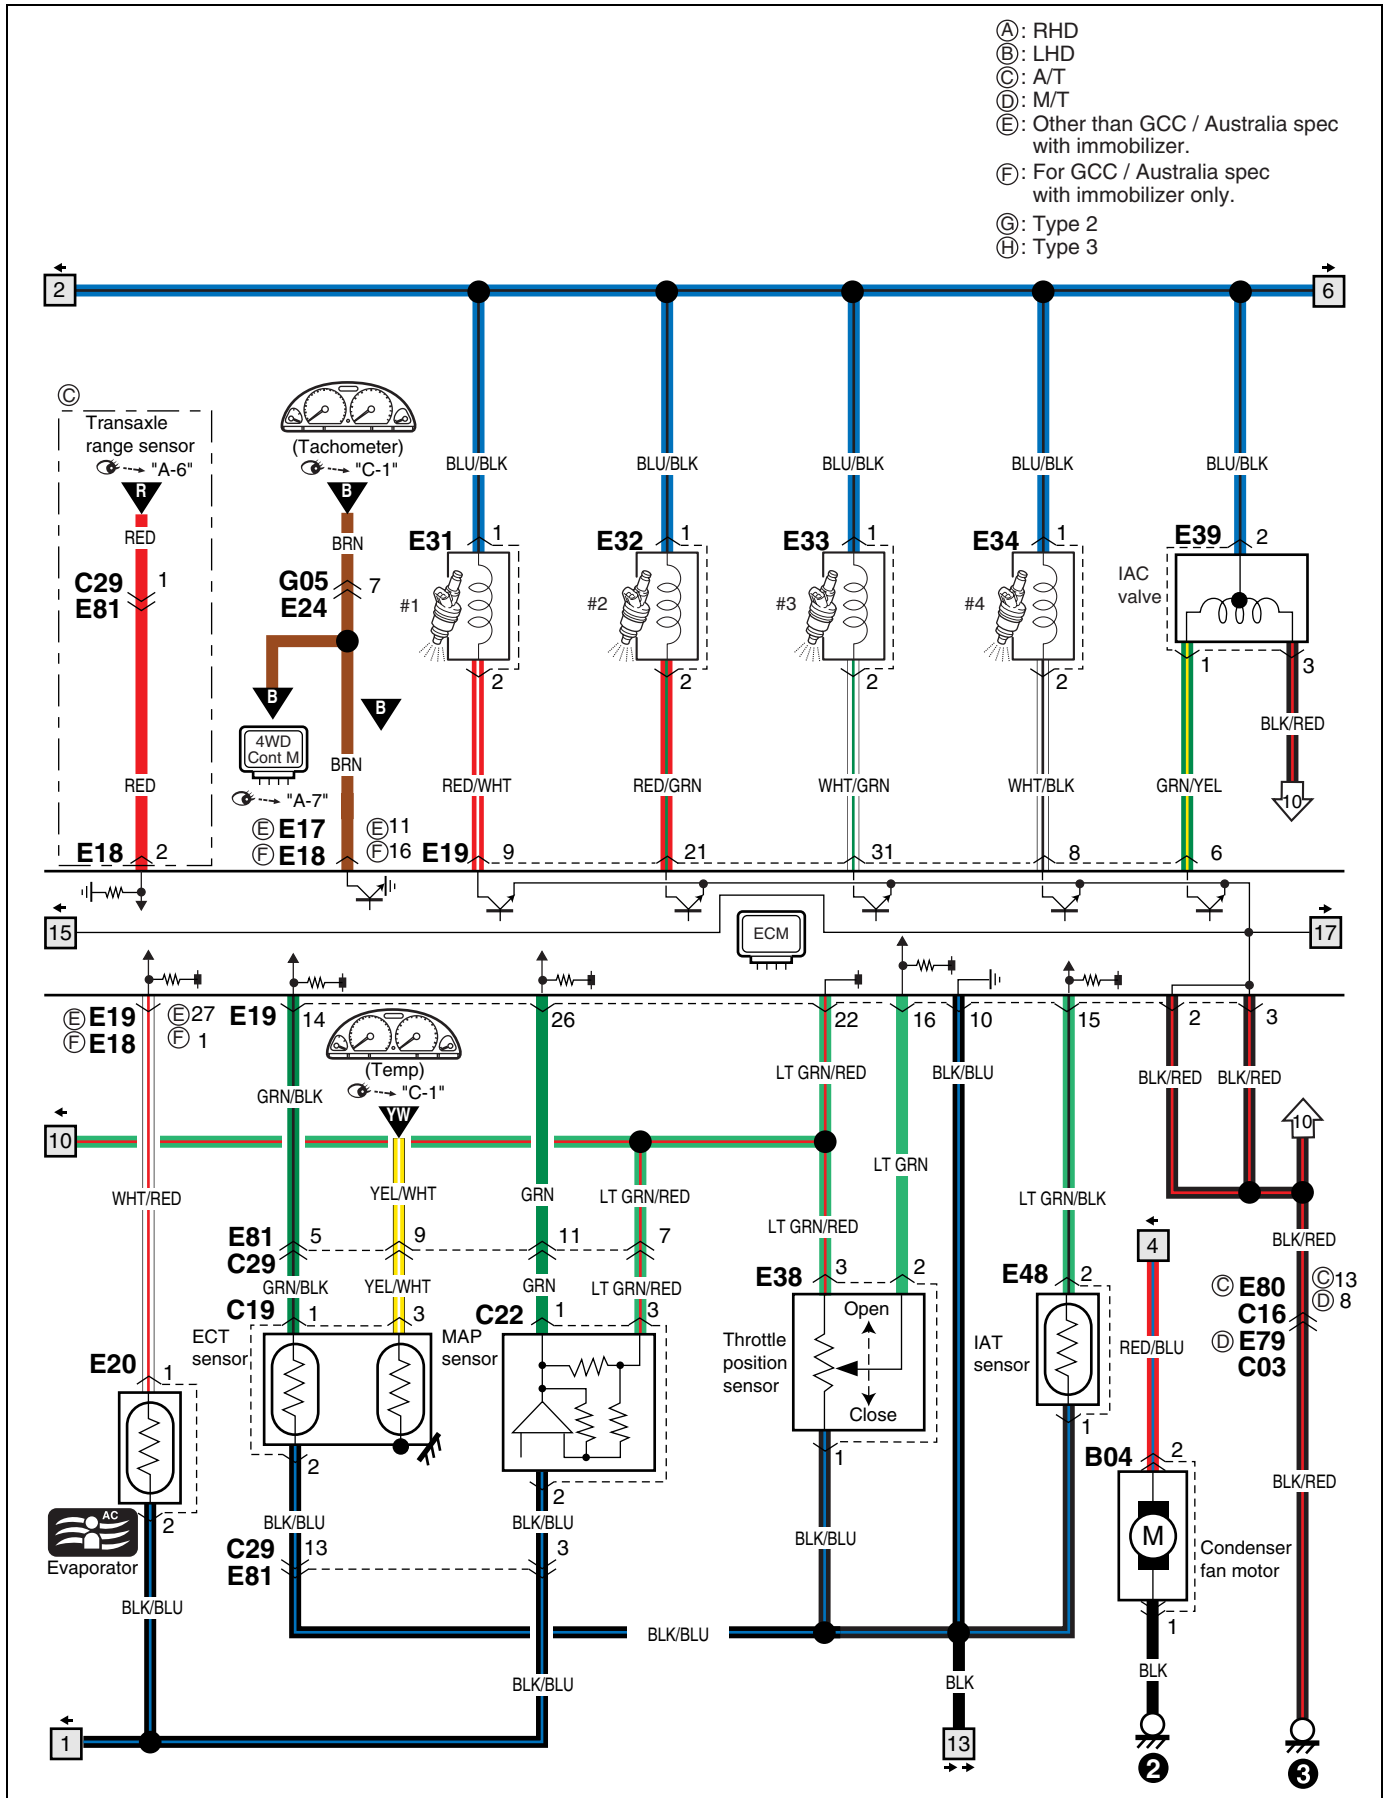 Ⓐ: RHD
Ⓑ: LHD
Ⓒ: A/T
Ⓓ: M/T
Ⓔ: Other than GCC / Australia spec
with immobilizer.
Ⓕ: For GCC / Australia spec
with immobilizer only.
Ⓖ: Type 2
Ⓗ: Type 3
2 6
Ⓒ
Transaxle
range sensor
"A-6"
R
(Tachometer)
"C-1"
B
BLU/BLK BLU/BLK BLU/BLK BLU/BLK BLU/BLK
RED BRN
E31 1 E32 1 E33 1 E34 1 E39 2
C29 1
E81
G05 7
E24
#1 #2 #3 #4
IAC
valve
2 2 2 2 1 3
B B
BLK/RED
4WD
Cont M
"A-7"
RED BRN RED/WHT RED/GRN WHT/GRN WHT/BLK GRN/YEL
10
E18 2
Ⓔ E17 Ⓔ11
Ⓕ E18 Ⓕ16
E19 9 21 31 8 6
15 ECM 17
Ⓔ E19 Ⓔ27
Ⓕ E18 Ⓕ 1
E19 14 26 22 16 10 15 2 3
(Temp)
"C-1"
YW
GRN/BLK LT GRN/RED BLK/BLU BLK/RED BLK/RED
10 10
WHT/RED YEL/WHT GRN LT GRN/RED LT GRN LT GRN/BLK
LT GRN/RED
E81 5 9 11 7
C29
4
BLK/RED
GRN/BLK YEL/WHT GRN LT GRN/RED
E38 3 2 E48 2
Ⓒ E80 Ⓒ13
C16 Ⓓ 8
Ⓓ E79
C03
C19 1 3 C22 1 3
ECT
sensor
MAP
sensor
Throttle
position
sensor
Open
Close
IAT
sensor
RED/BLU
E20 1
2 2 1 1
B04 2
BLK/RED
AC
Evaporator
2
BLK/BLU BLK/BLU BLK/BLU
C29 13 3
E81
M
Condenser
fan motor
1
BLK/BLU
BLK/BLU
BLK/BLU
BLK BLK
1 13
2 3